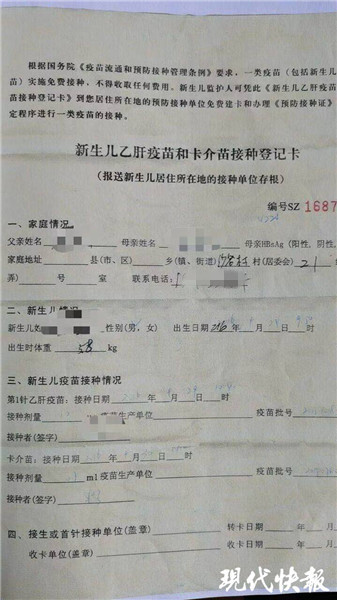 根据国务院《疫苗流通和预防接种管理条例》要求，一类疫苗（包括新生儿
苗）实施免费接种，不得收取任何费用。新生儿监护人可凭此《新生儿乙肝疫苗
苗接种登记卡》到您居住所在地的预防接种单位免费建卡和办理《预防接种证》
定程序进行一类疫苗的接种。
新生儿乙肝疫苗和卡介苗接种登记卡
（报送新生儿居住所在地的接种单位存根）
编号SZ 1687
一、家庭情况
父亲姓名 母亲姓名 母亲HBsAg (阳性, 阴性,
家庭地址 县(市、区) 乡(镇、街道) 村 村(居委会) 21
弄) 号 室 联系电话:
二、新生儿情况
新生儿姓 性别(男，女) 出生日期 年 月 日 时
出生时体重 58 kg
三、新生儿疫苗接种情况
第1针乙肝疫苗：接种日期 年 月 日 时
接种剂量 疫苗生产单位 疫苗批号
接种者(签字)
卡介苗：接种日期 年 月 日 时
接种剂量 ml疫苗生产单位 疫苗批号
接种者(签字)
四、接生或首针接种单位(盖章) 转卡日期 年 月
收卡单位(盖章) 收卡日期 年 月
现代快报